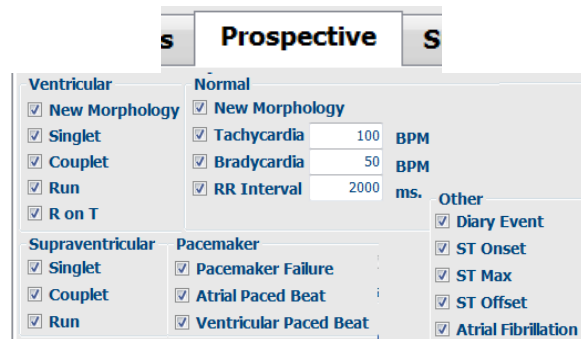 s Prospective S
Ventricular
New Morphology
Singlet
Couplet
Run
R on T
Normal
New Morphology
Tachycardia 100 BPM
Bradycardia 50 BPM
RR Interval 2000 ms.
Supraventricular
Singlet
Couplet
Run
Pacemaker
Pacemaker Failure
Atrial Paced Beat
Ventricular Paced Beat
Other
Diary Event
ST Onset
ST Max
ST Offset
Atrial Fibrillation